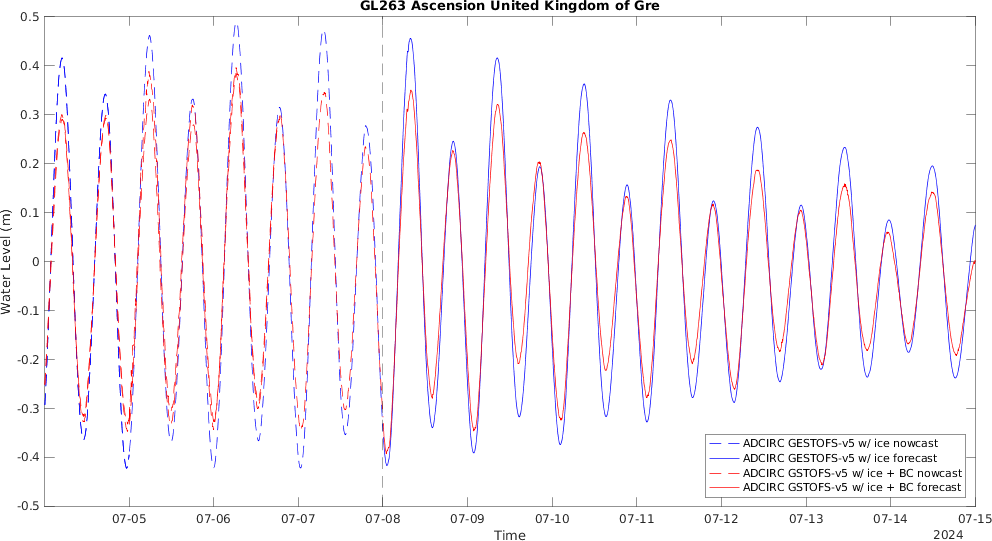 GL263 Ascension United Kingdom of Gre
Water Level (m)
0.5
0.4
0.3
0.2
0.1
0
-0.1
-0.2
-0.3
-0.4
-0.5
07-05 07-06 07-07 07-08 07-09 07-10 07-11 07-12 07-13 07-14 07-15
Time
2024
ADCIRC GESTOFS-v5 w/ ice nowcast
ADCIRC GESTOFS-v5 w/ ice forecast
ADCIRC GSTOFS-v5 w/ ice + BC nowcast
ADCIRC GSTOFS-v5 w/ ice + BC forecast